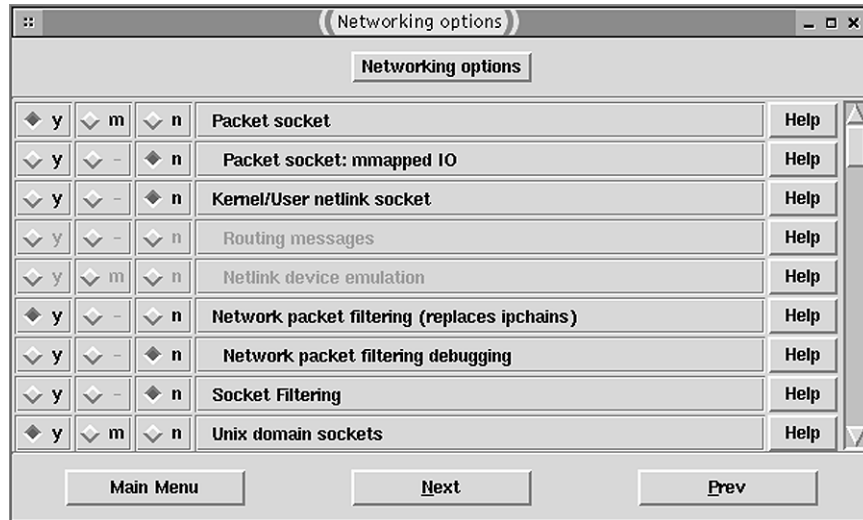 Networking options
Networking options
y m n Packet socket Help
y - n Packet socket: mmapped IO Help
y - n Kernel/User netlink socket Help
y - n Routing messages Help
y m n Netlink device emulation Help
y - n Network packet filtering (replaces ipchains) Help
y - n Network packet filtering debugging Help
y - n Socket Filtering Help
y m n Unix domain sockets Help
Main Menu Next Prev